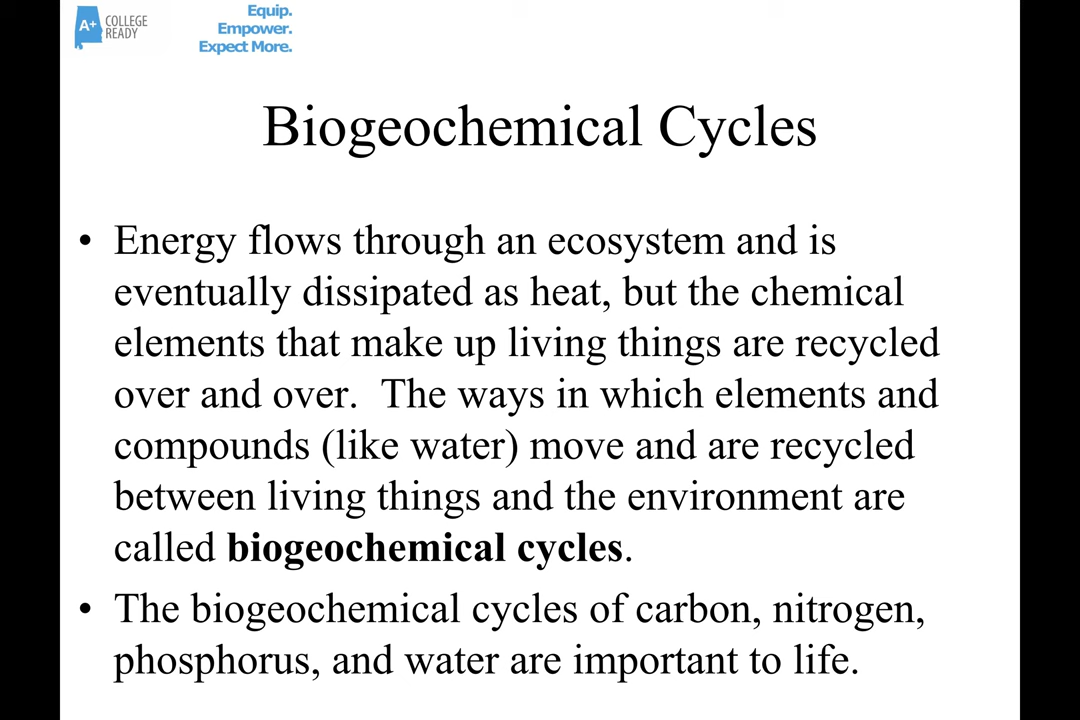 A+ COLLEGE
READY
Equip.
Empower.
Expect More.
Biogeochemical Cycles
• Energy flows through an ecosystem and is
eventually dissipated as heat, but the chemical
elements that make up living things are recycled
over and over.  The ways in which elements and
compounds (like water) move and are recycled
between living things and the environment are
called biogeochemical cycles.
• The biogeochemical cycles of carbon, nitrogen,
phosphorus, and water are important to life.